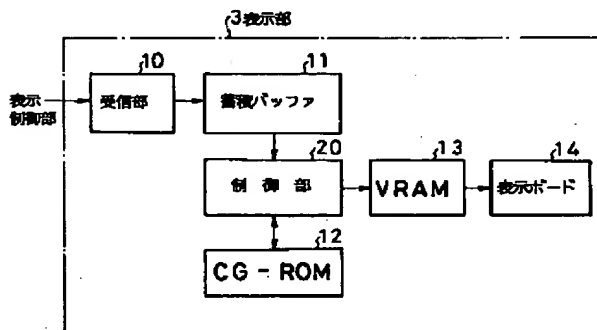 3 表示部
10
受信部
11
蓄積バッファ
表示
制御部
20
制御部
13
VRAM
14
表示ボード
12
CG-ROM